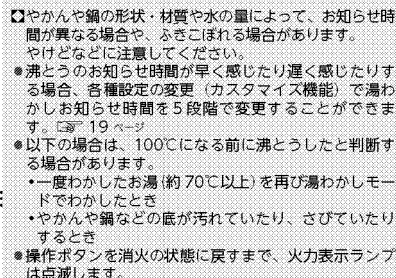 ■やかんや鍋の形状・材質や水の量によって、お知らせ時
間が異なる場合や、ふきこぼれる場合があります。
やけどなどに注意してください。
●沸とうのお知らせ時間が早く感じたり遅く感じたりす
る場合、各種設定の変更（カスタマイズ機能）で湯わ
かしお知らせ時間を5段階で変更することができま
す。☞ 19 ページ
●以下の場合は、100℃になる前に沸とうしたと判断す
る場合があります。
•一度わかしたお湯(約 70℃以上)を再び湯わかしモー
ドでわかしたとき
•やかんや鍋などの底が汚れていたり、さびていたり
するとき
●操作ボタンを消火の状態に戻すまで、火力表示ランプ
は点滅します。